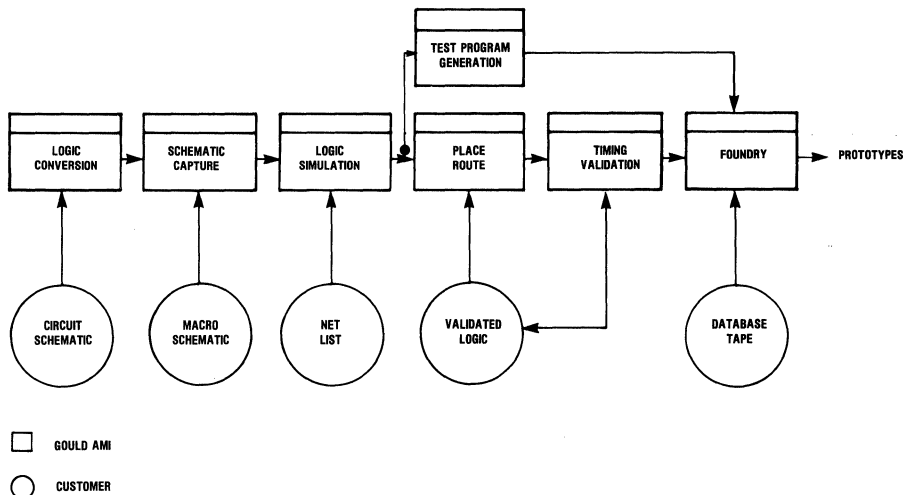 TEST PROGRAM
GENERATION
LOGIC
CONVERSION
SCHEMATIC
CAPTURE
LOGIC
SIMULATION
PLACE
ROUTE
TIMING
VALIDATION
FOUNDRY
PROTOTYPES
CIRCUIT
SCHEMATIC
MACRO
SCHEMATIC
NET
LIST
VALIDATED
LOGIC
DATABASE
TAPE
GOULD AMI
CUSTOMER